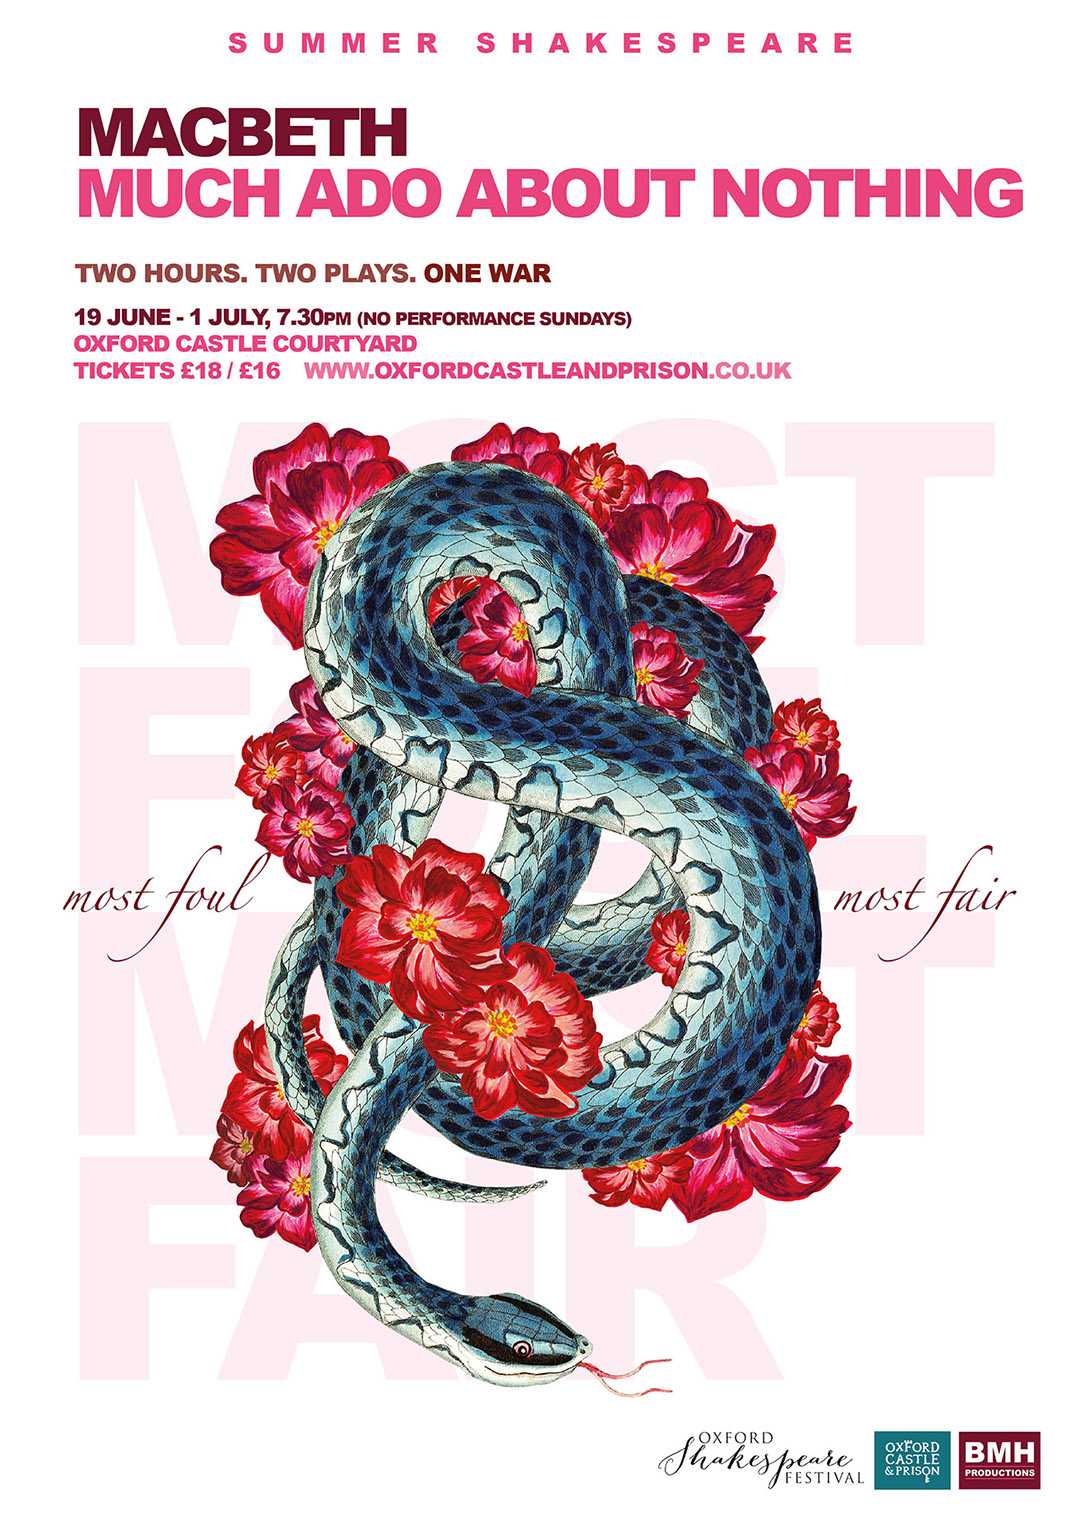 SUMMER SHAKESPEARE
MACBETH
MUCH ADO ABOUT NOTHING
TWO HOURS. TWO PLAYS. ONE WAR
19 JUNE - 1 JULY, 7.30PM (NO PERFORMANCE SUNDAYS)
OXFORD CASTLE COURTYARD
TICKETS £18 / £16 WWW.OXFORDCASTLEANDPRISON.CO.UK
MOST
FOUL
most foul
most fair
MOST
FAIR
OXFORD
Shakespeare
FESTIVAL
OXFORD
CASTLE
& PRISON
BMH
PRODUCTIONS